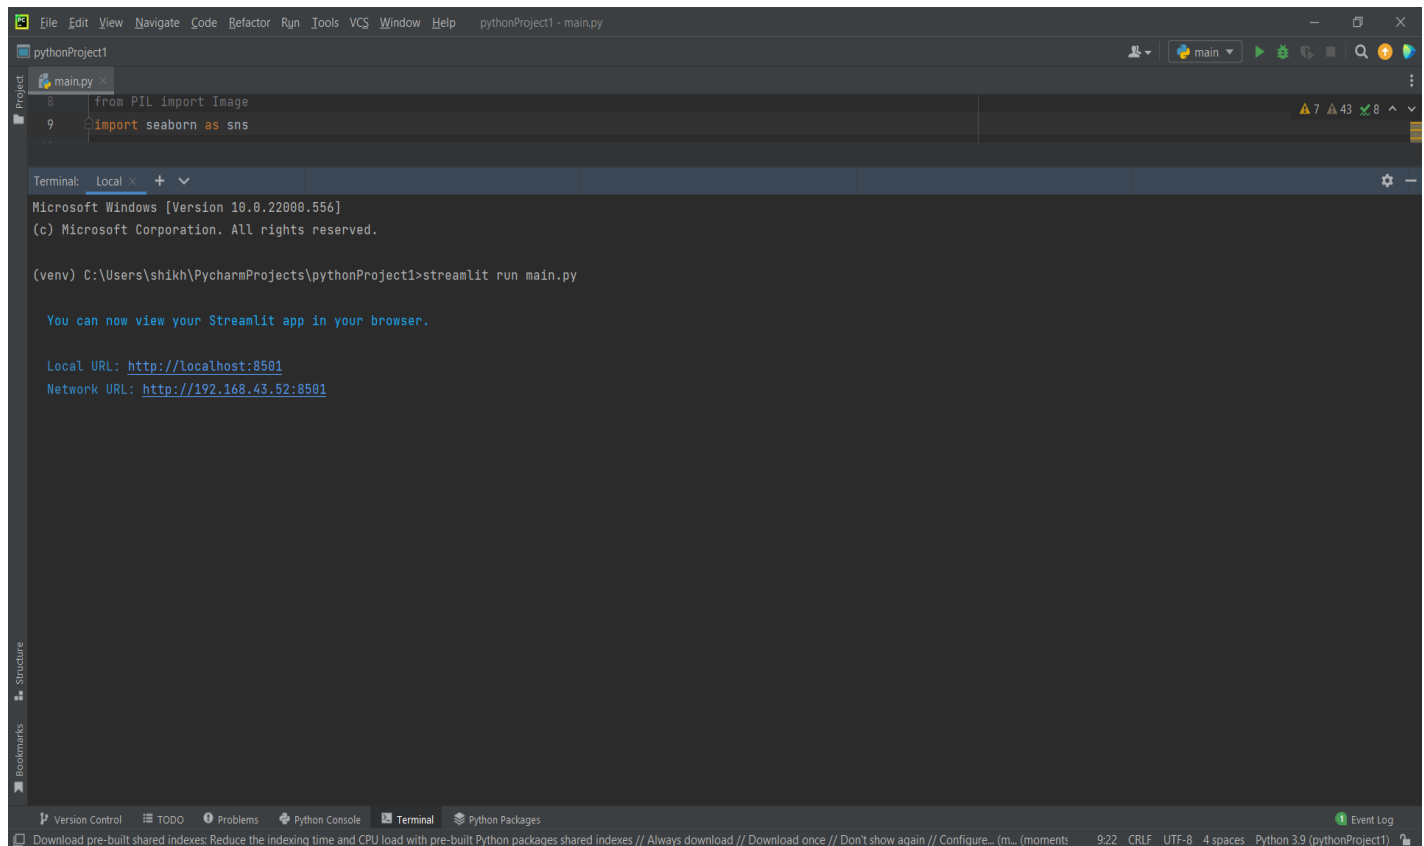 File Edit View Navigate Code Refactor Run Tools VCS Window Help pythonProject1 - main.py
pythonProject1
main
main.py
Project
8 from PIL import Image
7 43 8
9 import seaborn as sns
Terminal: Local
Microsoft Windows [Version 10.0.22000.556]
(c) Microsoft Corporation. All rights reserved.
(venv) C:\Users\shikh\PycharmProjects\pythonProject1>streamlit run main.py
You can now view your Streamlit app in your browser.
Local URL: http://localhost:8501
Network URL: http://192.168.43.52:8501
Structure
Bookmarks
Version Control TODO Problems Python Console Terminal Python Packages 1 Event Log
Download pre-built shared indexes: Reduce the indexing time and CPU load with pre-built Python packages shared indexes // Always download // Download once // Don't show again // Configure... (m... (moments 9:22 CRLF UTF-8 4 spaces Python 3.9 (pythonProject1)